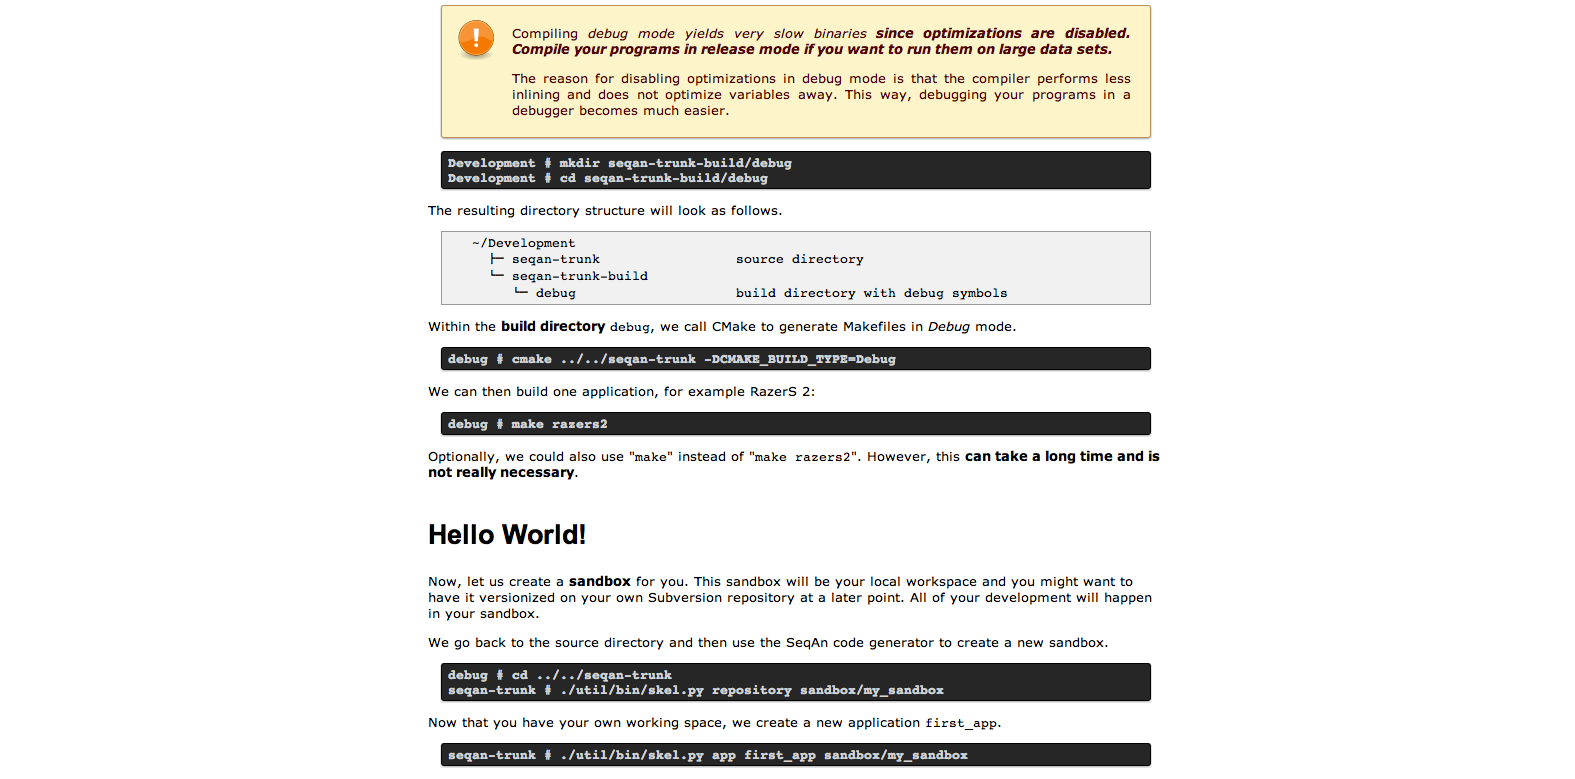 Compiling debug mode yields very slow binaries since optimizations are disabled.
Compile your programs in release mode if you want to run them on large data sets.
The reason for disabling optimizations in debug mode is that the compiler performs less
inlining and does not optimize variables away. This way, debugging your programs in a
debugger becomes much easier.
Development # mkdir seqan-trunk-build/debug
Development # cd seqan-trunk-build/debug
The resulting directory structure will look as follows.
~/Development
├─ seqan-trunk source directory
└─ seqan-trunk-build
└─ debug build directory with debug symbols
Within the build directory debug, we call CMake to generate Makefiles in Debug mode.
debug # cmake ../../seqan-trunk -DCMAKE_BUILD_TYPE=Debug
We can then build one application, for example RazerS 2:
debug # make razers2
Optionally, we could also use "make" instead of "make razers2". However, this can take a long time and is
not really necessary.
Hello World!
Now, let us create a sandbox for you. This sandbox will be your local workspace and you might want to
have it versionized on your own Subversion repository at a later point. All of your development will happen
in your sandbox.
We go back to the source directory and then use the SeqAn code generator to create a new sandbox.
debug # cd ../../seqan-trunk
seqan-trunk # ./util/bin/skel.py repository sandbox/my_sandbox
Now that you have your own working space, we create a new application first_app.
seqan-trunk # ./util/bin/skel.py app first_app sandbox/my_sandbox